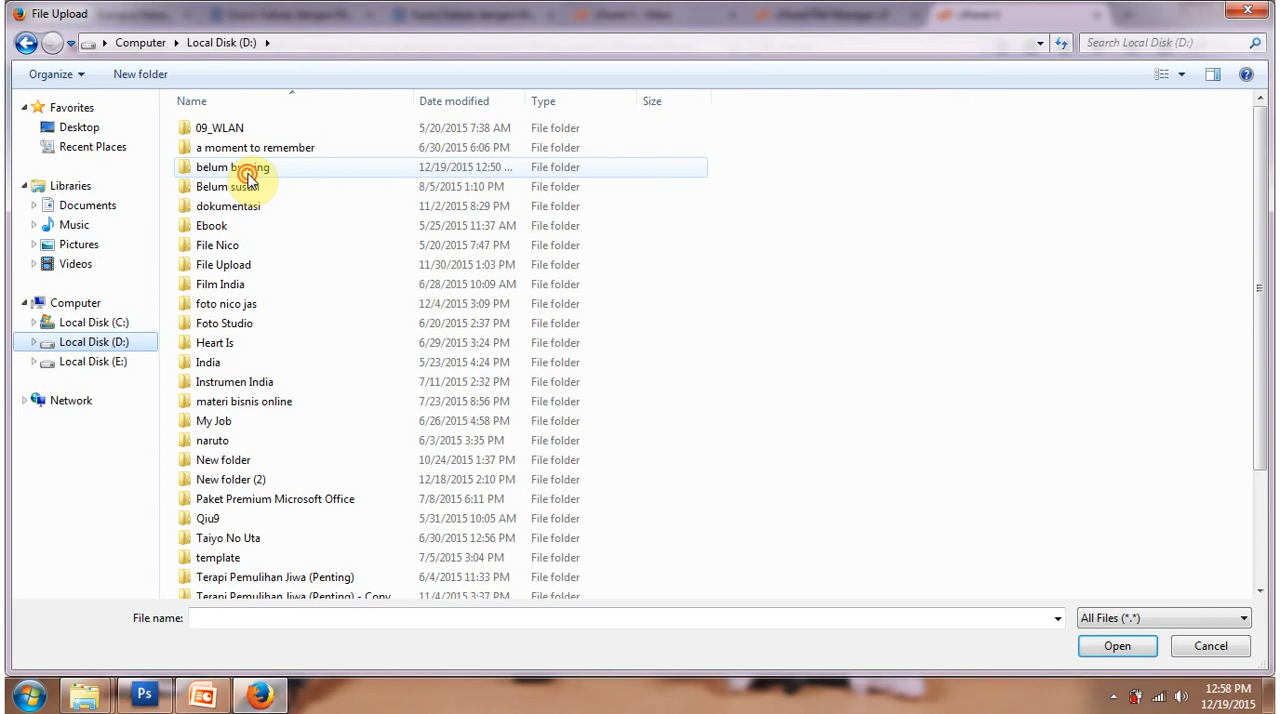 File Upload
Computer
Local Disk (D:)
Search Local Disk (D:)
Organize
New folder
Favorites
Desktop
Recent Places
Libraries
Documents
Music
Pictures
Videos
Computer
Local Disk (C:)
Local Disk (D:)
Local Disk (E:)
Network
Name Date modified Type Size
09_WLAN 5/20/2015 7:38 AM File folder
a moment to remember 6/30/2015 6:06 PM File folder
belum 12/19/2015 12:50 ... File folder
Belum 8/5/2015 1:10 PM File folder
dokumentasi 11/2/2015 8:29 PM File folder
Ebook 5/25/2015 11:37 AM File folder
File Nico 5/20/2015 7:47 PM File folder
File Upload 11/30/2015 1:03 PM File folder
Film India 6/28/2015 10:09 AM File folder
foto nico jas 12/4/2015 3:09 PM File folder
Foto Studio 6/20/2015 2:37 PM File folder
Heart Is 6/29/2015 3:24 PM File folder
India 5/23/2015 4:24 PM File folder
Instrumen India 7/11/2015 2:32 PM File folder
materi bisnis online 7/23/2015 8:56 PM File folder
My Job 6/26/2015 4:58 PM File folder
naruto 6/3/2015 3:35 PM File folder
New folder 10/24/2015 1:37 PM File folder
New folder (2) 12/18/2015 2:10 PM File folder
Paket Premium Microsoft Office 7/8/2015 6:11 PM File folder
Qiu9 5/31/2015 10:05 AM File folder
Taiyo No Uta 6/30/2015 12:56 PM File folder
template 7/5/2015 3:04 PM File folder
Terapi Pemulihan Jiwa (Penting) 6/4/2015 11:33 PM File folder
Terapi Pemulihan Jiwa (Penting) - Copy 11/4/2015 3:37 PM File folder
File name:
All Files (*.*)
Open
Cancel
Ps
12:58 PM
12/19/2015